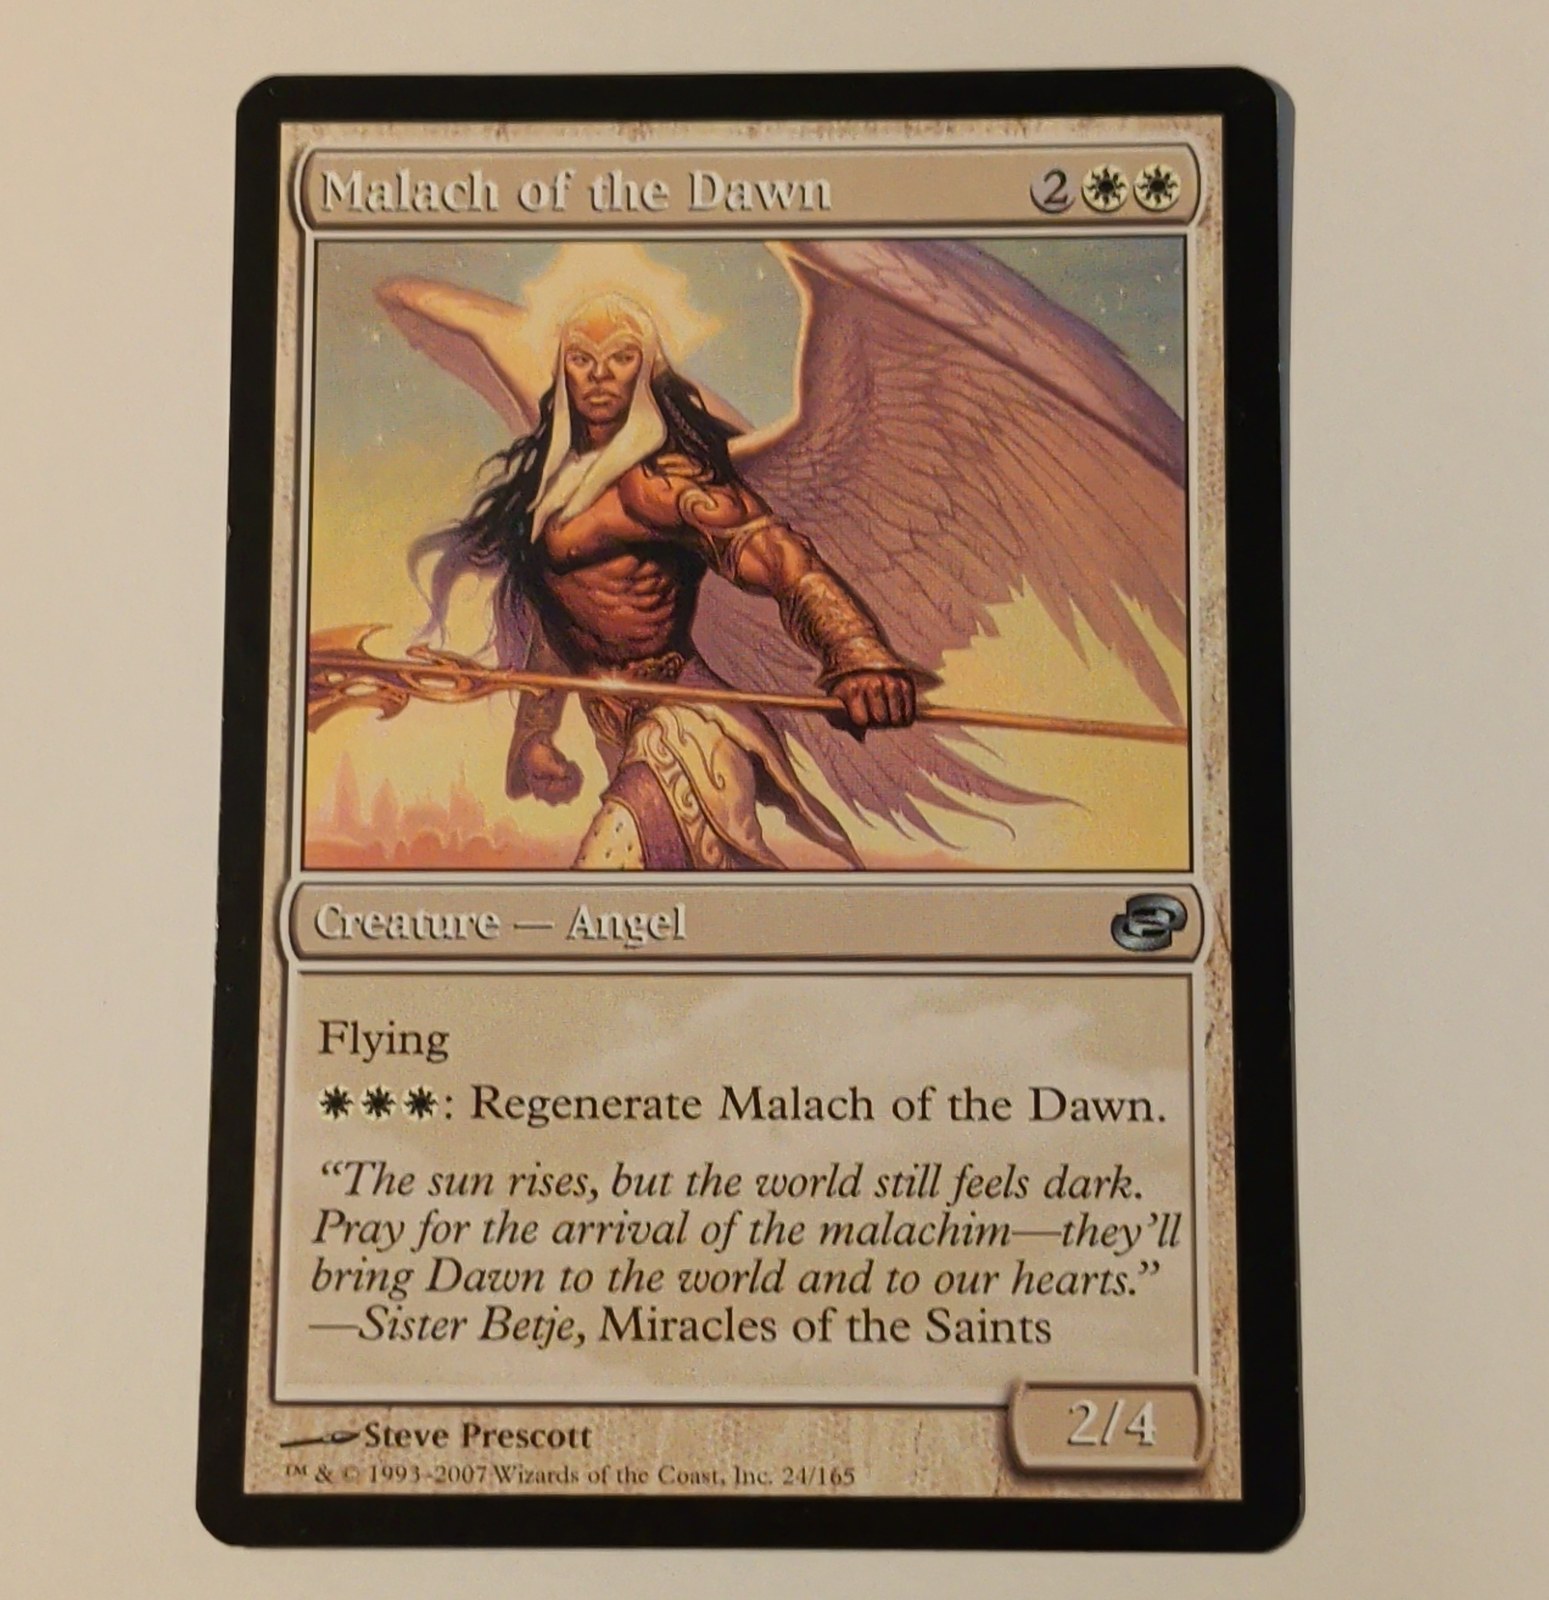 Malach of the Dawn 2
Creature — Angel
Flying
: Regenerate Malach of the Dawn.
“The sun rises, but the world still feels dark.
Pray for the arrival of the malachim—they’ll
bring Dawn to the world and to our hearts.”
—Sister Betje, Miracles of the Saints
2/4
Steve Prescott
™ & © 1993-2007 Wizards of the Coast, Inc. 24/165